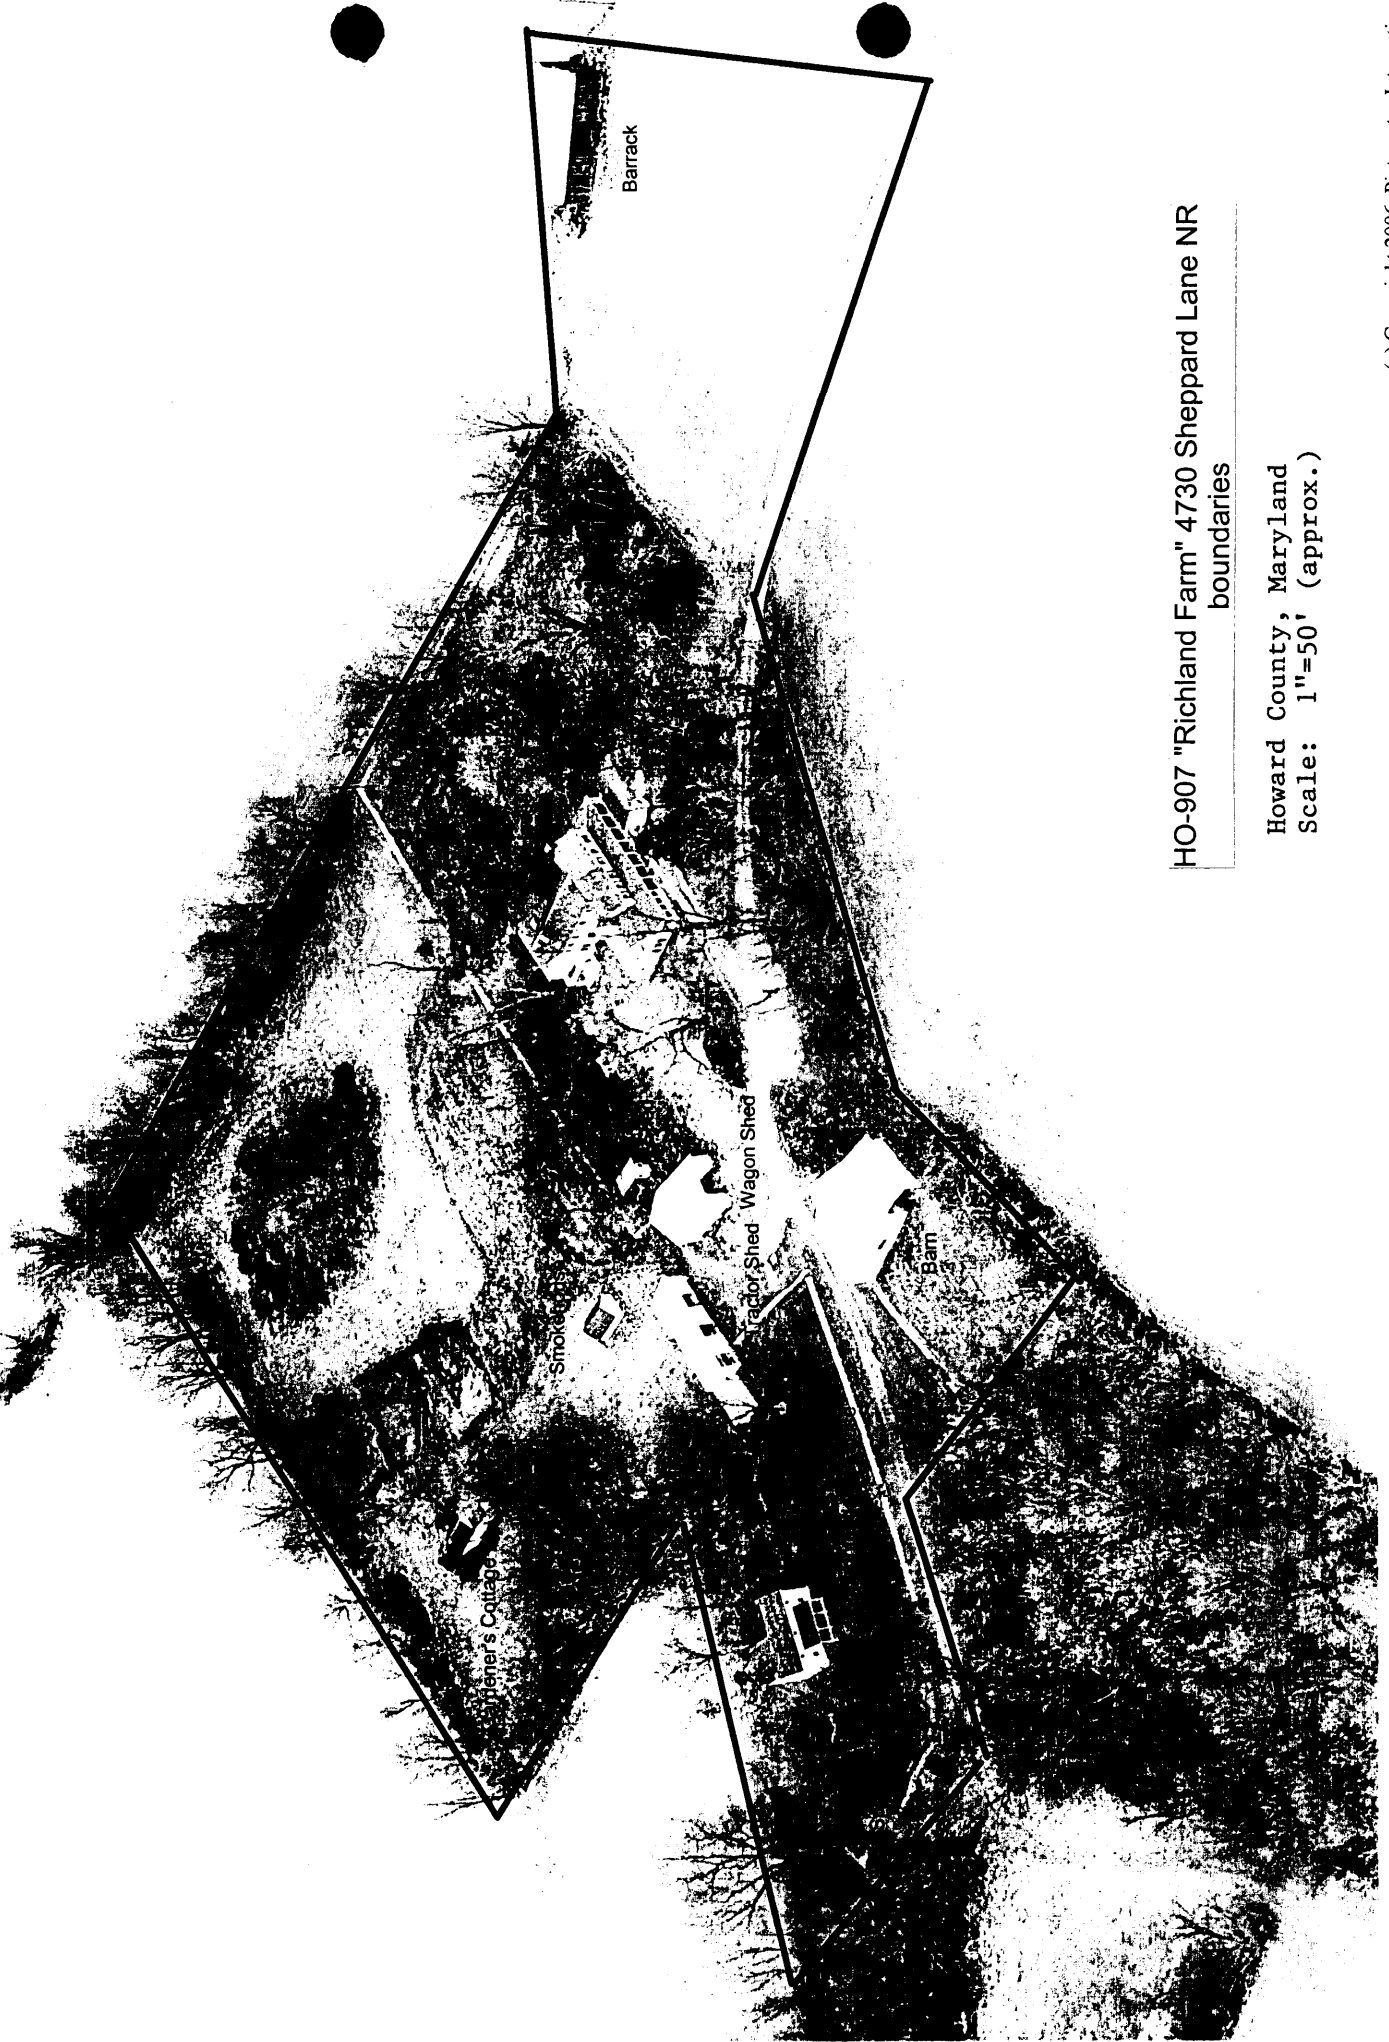 Barrack
Wagon Shed
Tractor Shed
Barn
Cottage
HO-907 "Richland Farm" 4730 Sheppard Lane NR
boundaries
Howard County, Maryland
Scale: 1"=50' (approx.)